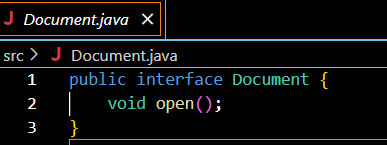 J Document.java ×
src > J Document.java
1 public interface Document {
2     void open();
3 }